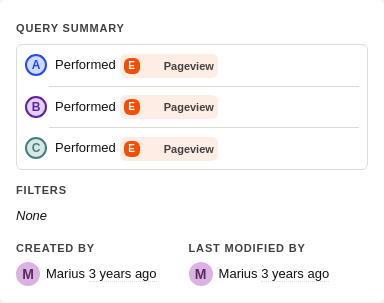 QUERY SUMMARY
A Performed E Pageview
B Performed E Pageview
C Performed E Pageview
FILTERS
None
CREATED BY LAST MODIFIED BY
M Marius 3 years ago M Marius 3 years ago